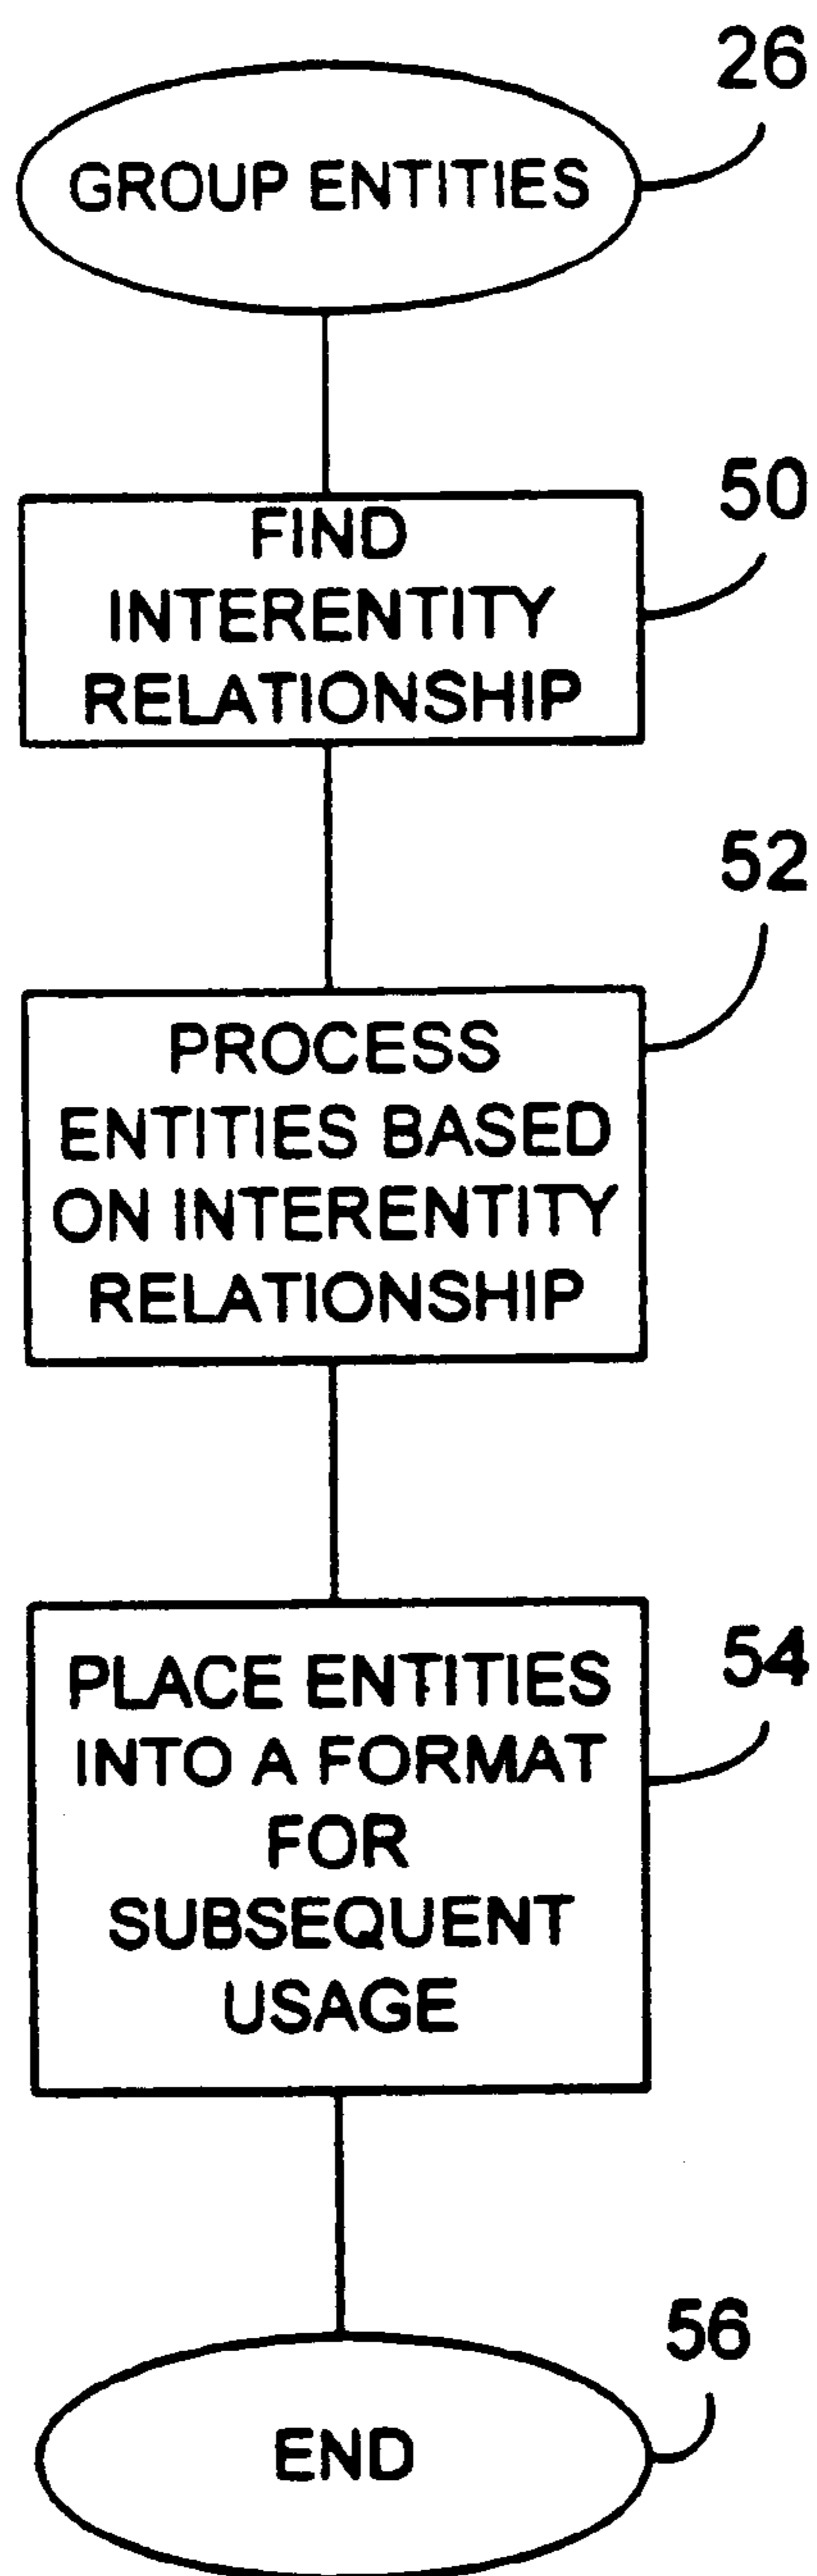 26
GROUP ENTITIES
50
FIND
INTERENTITY
RELATIONSHIP
52
PROCESS
ENTITIES BASED
ON INTERENTITY
RELATIONSHIP
54
PLACE ENTITIES
INTO A FORMAT
FOR
SUBSEQUENT
USAGE
56
END